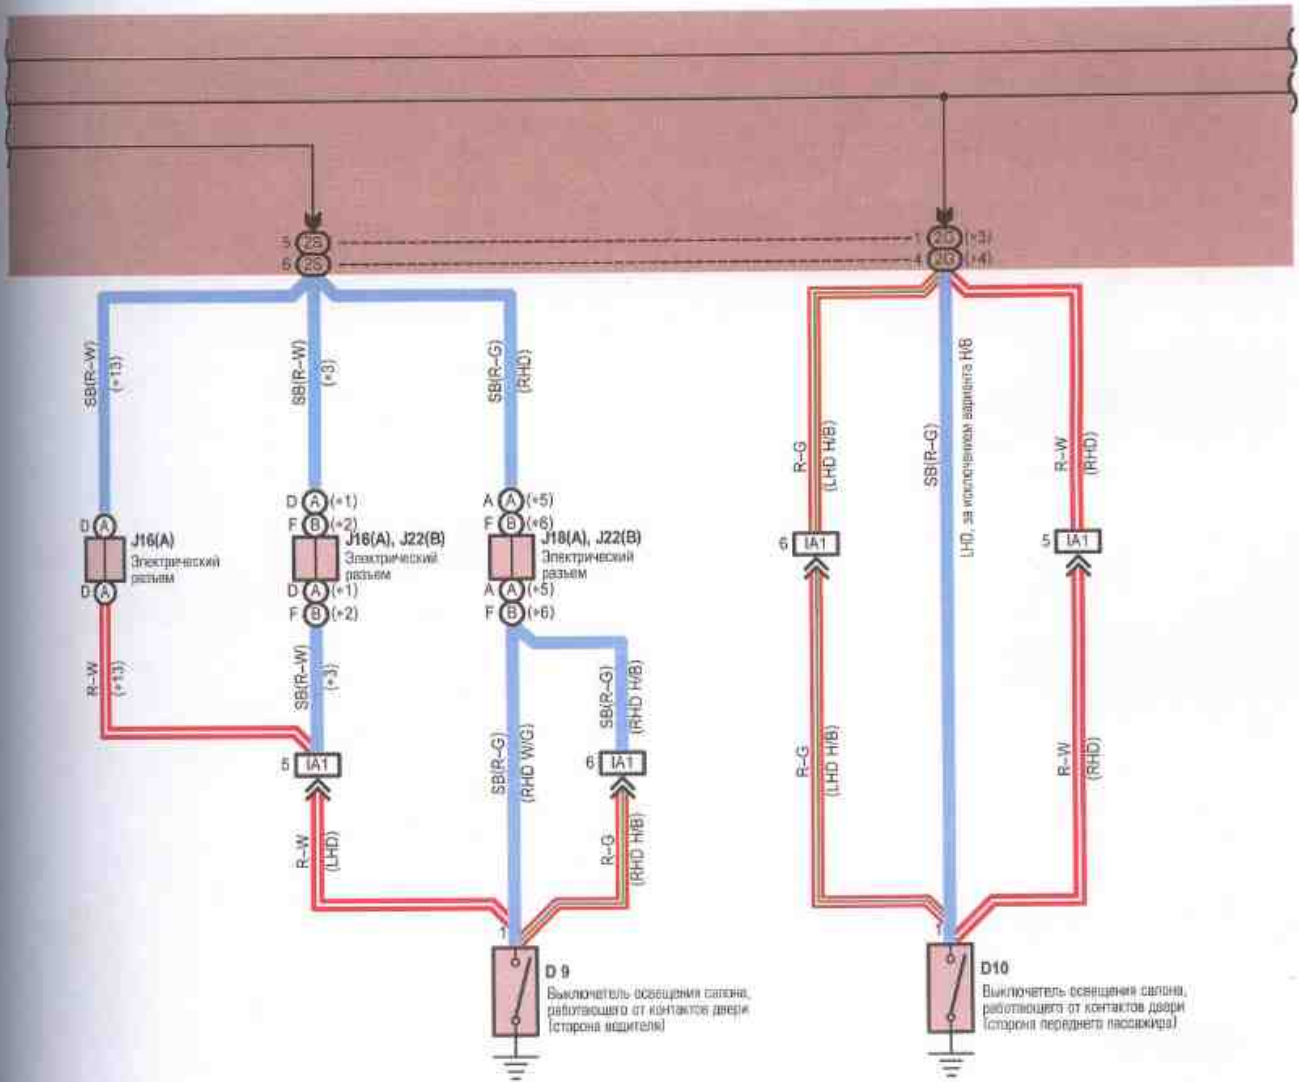 5 2S
6 2S
1 2G (*3)
4 2G (*4)
SB(R–W)
(*13)
SB(R–W)
(*3)
SB(R–G)
(RHD)
R–G
(LHD H/B)
SB(R–G)
LHD, за исключением варианта H/B
R–W
(RHD)
D A
D A (*1)
F B (*2)
A A (*5)
F B (*6)
J16(A)
Электрический
разъем
J16(A), J22(B)
Электрический
разъем
J18(A), J22(B)
Электрический
разъем
6 IA1
5 IA1
D A
D A (*1)
F B (*2)
A A (*5)
F B (*6)
R–W
(*13)
SB(R–W)
(*3)
SB(R–G)
(RHD W/G)
SB(R–G)
(RHD H/B)
R–G
(LHD H/B)
R–W
(RHD)
5 IA1
6 IA1
R–W
(LHD)
R–G
(RHD H/B)
1
D 9
Выключатель освещения салона,
работающего от контактов двери
(сторона водителя)
1
D10
Выключатель освещения салона,
работающего от контактов двери
(сторона переднего пассажира)